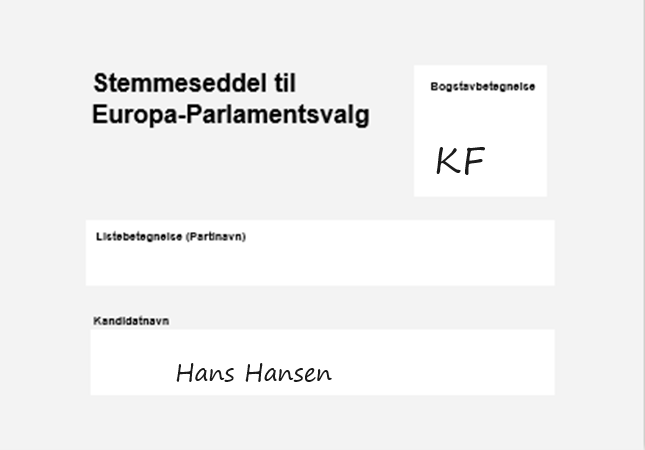 Stemmeseddel til
Europa-Parlamentsvalg
Bogstavbetegnelse
KF
Listebetegnelse (Partinavn)
Kandidatnavn
Hans Hansen